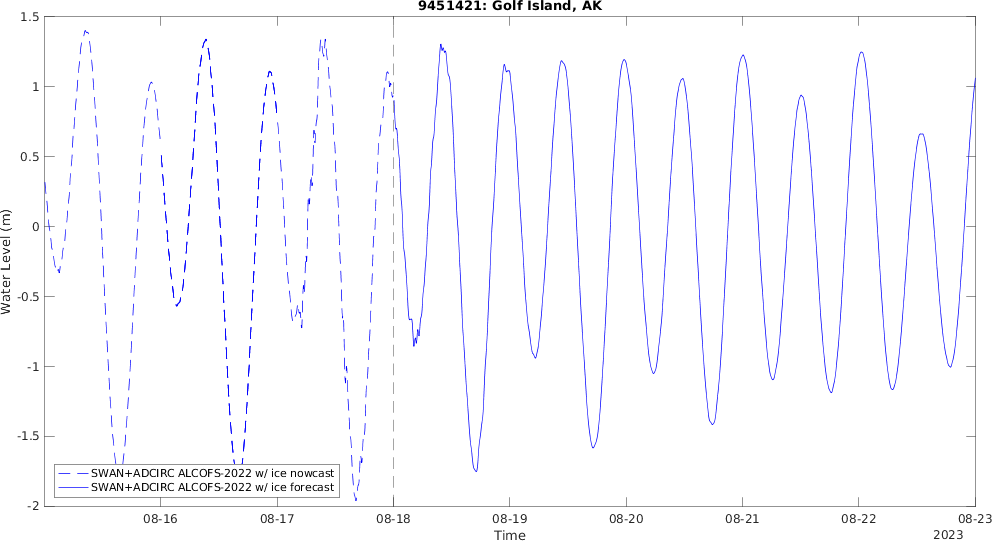 9451421: Golf Island, AK
Water Level (m)
1.5
1
0.5
0
-0.5
-1
-1.5
-2
SWAN+ADCIRC ALCOFS-2022 w/ ice nowcast
SWAN+ADCIRC ALCOFS-2022 w/ ice forecast
08-16 08-17 08-18 08-19 08-20 08-21 08-22 08-23
Time
2023